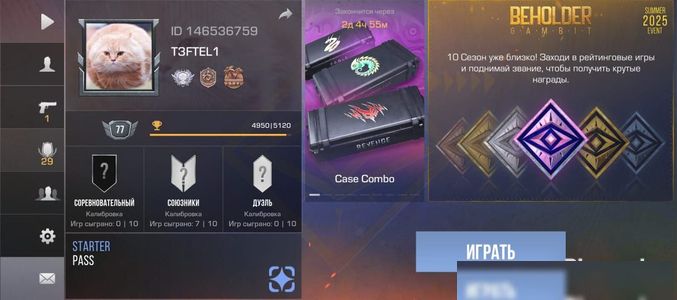 ID 146536759
T3FTEL1
77
4950|5120
1
29
СОРЕВНОВАТЕЛЬНЫЙ
Калибровка
Игр сыграно: 0 | 10
СОЮЗНИКИ
Калибровка
Игр сыграно: 7 | 10
ДУЭЛЬ
Калибровка
Игр сыграно: 0 | 10
STARTER
PASS
Закончится через
2д 4ч 55м
REVENGE
Case Combo
BEHOLDER
GAMBIT
SUMMER
2025
EVENT
10 Сезон уже близко! Заходи в рейтинговые игры
и поднимай звание, чтобы получить крутые
награды.
ИГРАТЬ